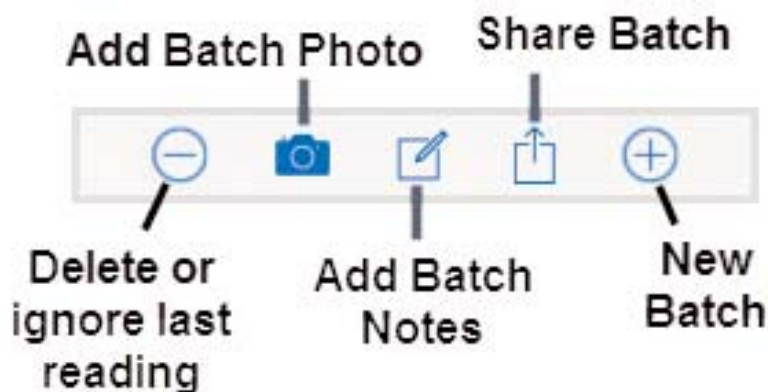 Add Batch Photo
Share Batch
Delete or
ignore last
reading
Add Batch
Notes
New
Batch